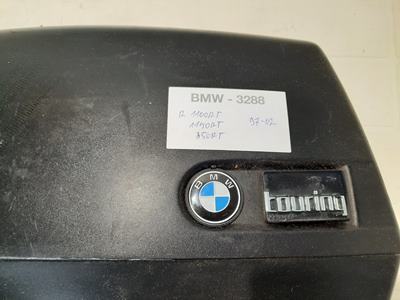 BMW - 3288
R 1100RT
1150RT 97-02
850RT
BMW
touring